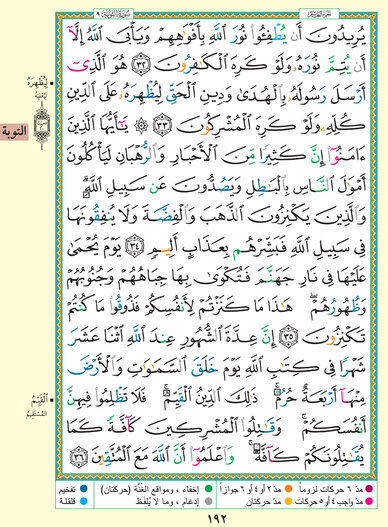 الجزء العاشر
سورة التوبة ٩
يُرِيدُونَ أَن يُطْفِـُٔوا۟ نُورَ ٱللَّهِ بِأَفْوَٰهِهِمْ وَيَأْبَى ٱللَّهُ إِلَّآ
أَن يُتِمَّ نُورَهُۥ وَلَوْ كَرِهَ ٱلْكَـٰفِرُونَ ٣٢ هُوَ ٱلَّذِىٓ
أَرْسَلَ رَسُولَهُۥ بِٱلْهُدَىٰ وَدِينِ ٱلْحَقِّ لِيُظْهِرَهُۥ عَلَى ٱلدِّينِ
كُلِّهِۦ وَلَوْ كَرِهَ ٱلْمُشْرِكُونَ ٣٣ ۞ يَـٰٓأَيُّهَا ٱلَّذِينَ
ءَامَنُوٓا۟ إِنَّ كَثِيرًا مِّنَ ٱلْأَحْبَارِ وَٱلرُّهْبَانِ لَيَأْكُلُونَ
أَمْوَٰلَ ٱلنَّاسِ بِٱلْبَـٰطِلِ وَيَصُدُّونَ عَن سَبِيلِ ٱللَّهِ ۗ
وَٱلَّذِينَ يَكْنِزُونَ ٱلذَّهَبَ وَٱلْفِضَّةَ وَلَا يُنفِقُونَهَا
فِى سَبِيلِ ٱللَّهِ فَبَشِّرْهُم بِعَذَابٍ أَلِيمٍ ٣٤ يَوْمَ يُحْمَىٰ
عَلَيْهَا فِى نَارِ جَهَنَّمَ فَتُكْوَىٰ بِهَا جِبَاهُهُمْ وَجُنُوبُهُمْ
وَظُهُورُهُمْ ۖ هَـٰذَا مَا كَنَزْتُمْ لِأَنفُسِكُمْ فَذُوقُوا۟ مَا كُنتُمْ
تَكْنِزُونَ ٣٥ إِنَّ عِدَّةَ ٱلشُّهُورِ عِندَ ٱللَّهِ ٱثْنَا عَشَرَ
شَهْرًا فِى كِتَـٰبِ ٱللَّهِ يَوْمَ خَلَقَ ٱلسَّمَـٰوَٰتِ وَٱلْأَرْضَ
مِنْهَآ أَرْبَعَةٌ حُرُمٌ ۚ ذَٰلِكَ ٱلدِّينُ ٱلْقَيِّمُ ۚ فَلَا تَظْلِمُوا۟ فِيهِنَّ
أَنفُسَكُمْ ۚ وَقَـٰتِلُوا۟ ٱلْمُشْرِكِينَ كَآفَّةً كَمَا
يُقَـٰتِلُونَكُمْ كَآفَّةً ۚ وَٱعْلَمُوٓا۟ أَنَّ ٱللَّهَ مَعَ ٱلْمُتَّقِينَ ٣٦
لِيُظْهِرَهُ
لِيُعْلِيَهُ
التوبة
ٱلْقَيِّمُ
المُستَقِيم
مدّ ٦ حركات لزوماً
مدّ ٢ أو ٤ أو ٦ جوازاً
إخفاء، ومواقع الغُنَّة (حركتان)
تفخيم
مدّ واجب ٤ أو ٥ حركات
مدّ حركتان
إدغام، وما لا يُلفَظ
قلقلة
١٩٢